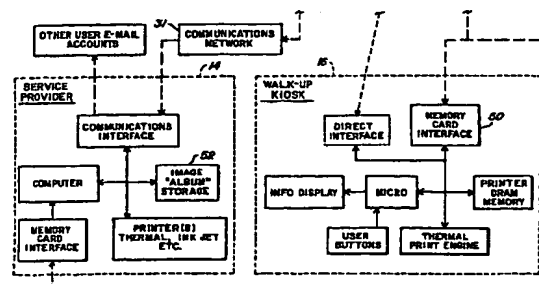 OTHER USER E-MAIL
ACCOUNTS
31
COMMUNICATIONS
NETWORK
14
SERVICE
PROVIDER
COMMUNICATIONS
INTERFACE
52
COMPUTER
IMAGE
"ALBUM"
STORAGE
MEMORY
CARD
INTERFACE
PRINTER(S)
THERMAL, INK JET
ETC.
15
WALK-UP
KIOSK
DIRECT
INTERFACE
MEMORY
CARD
INTERFACE
50
INFO DISPLAY
MICRO
PRINTER
DRAM
MEMORY
USER
BUTTONS
THERMAL
PRINT ENGINE